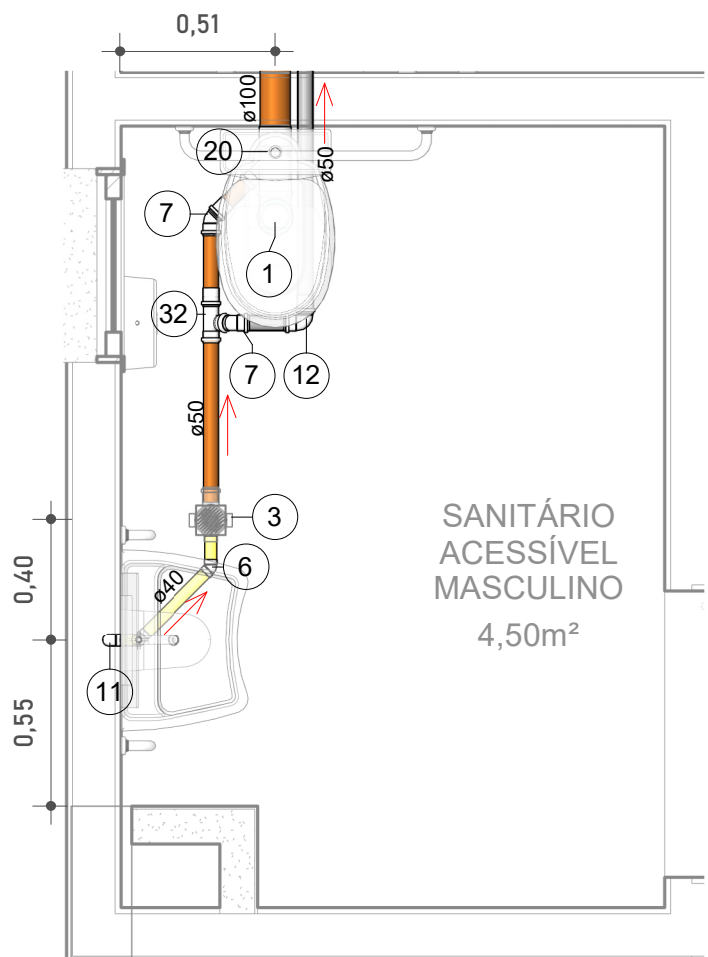 0,51
ø100
20
ø50
7
1
32
7
12
ø50
3
SANITÁRIO
ACESSÍVEL
MASCULINO
4,50m²
0,40
6
ø40
11
0,55